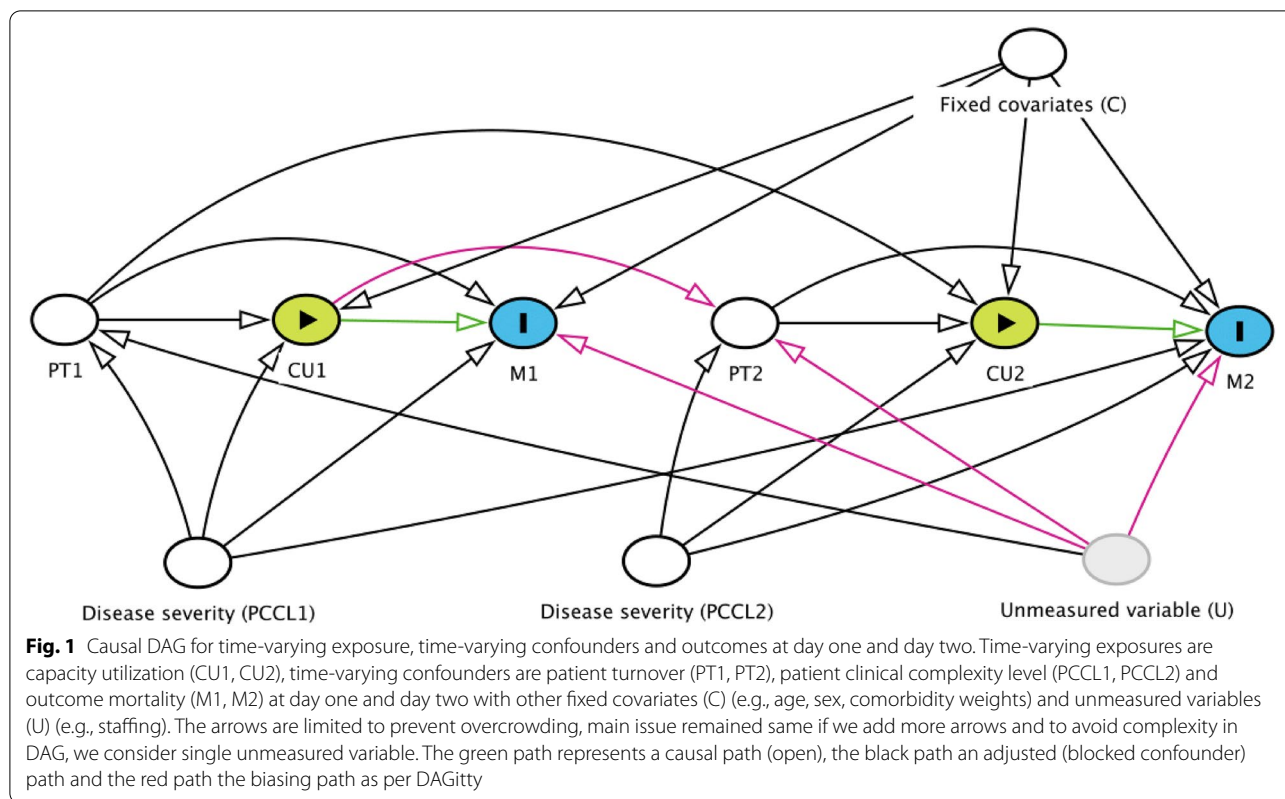 Fixed covariates (C)
PT1
CU1
M1
PT2
CU2
M2
Disease severity (PCCL1)
Disease severity (PCCL2)
Unmeasured variable (U)
Fig. 1 Causal DAG for time-varying exposure, time-varying confounders and outcomes at day one and day two. Time-varying exposures are
capacity utilization (CU1, CU2), time-varying confounders are patient turnover (PT1, PT2), patient clinical complexity level (PCCL1, PCCL2) and
outcome mortality (M1, M2) at day one and day two with other fixed covariates (C) (e.g., age, sex, comorbidity weights) and unmeasured variables
(U) (e.g., staffing). The arrows are limited to prevent overcrowding, main issue remained same if we add more arrows and to avoid complexity in
DAG, we consider single unmeasured variable. The green path represents a causal path (open), the black path an adjusted (blocked confounder)
path and the red path the biasing path as per DAGitty